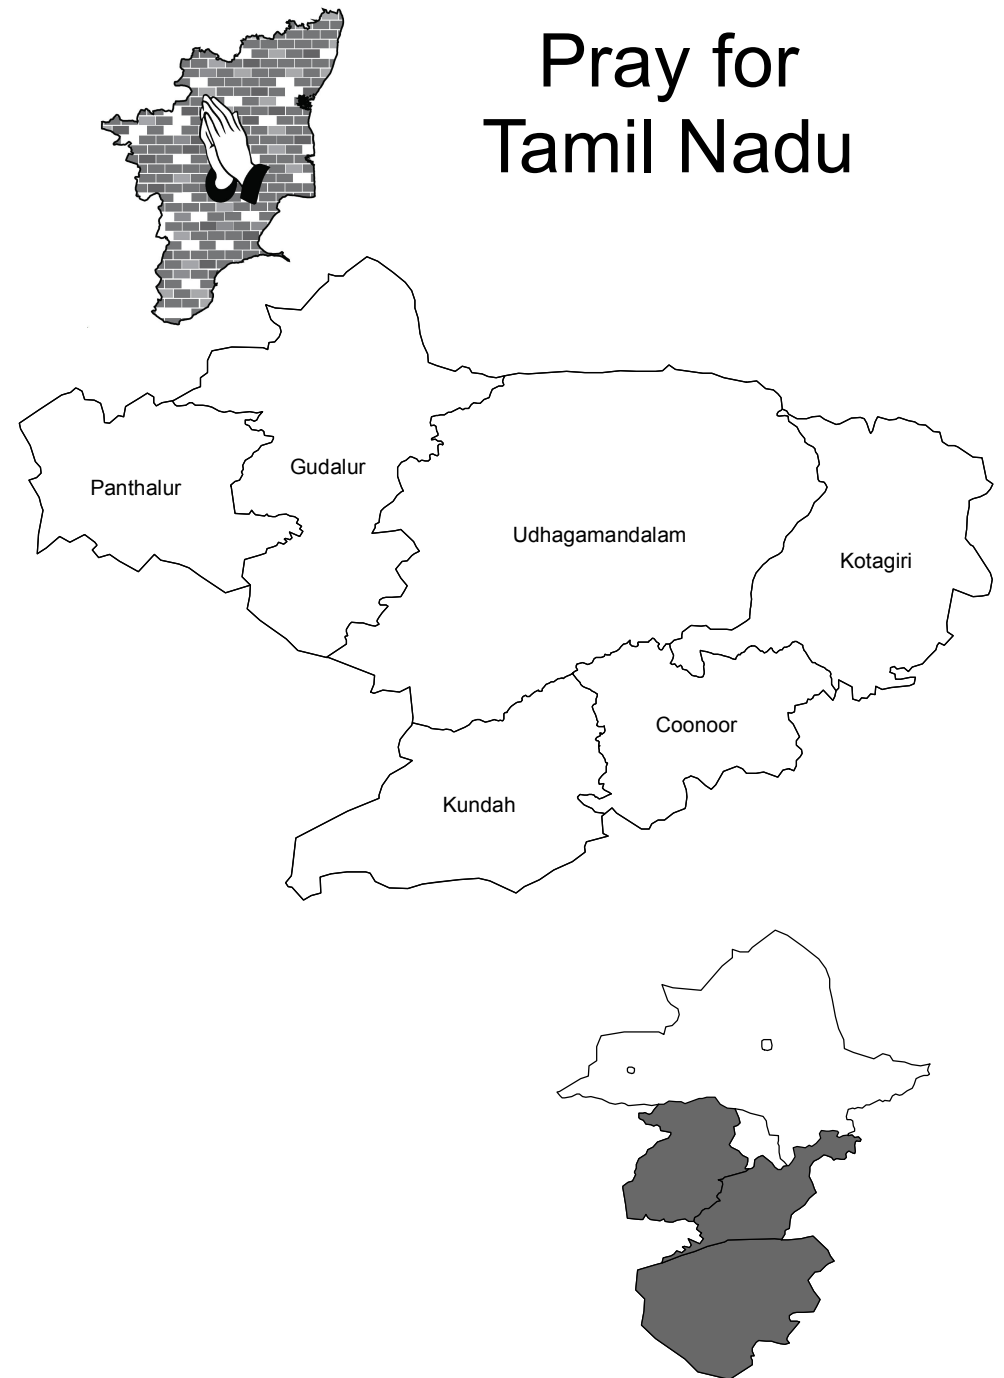 Pray for
Tamil Nadu
Gudalur
Panthalur
Udhagamandalam
Kotagiri
Coonoor
Kundah